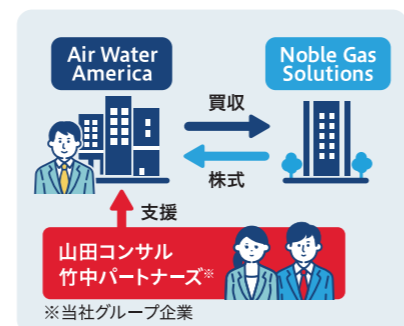 Air Water
America
Noble Gas
Solutions
買収
株式
支援
山田コンサル
竹中パートナーズ※
※当社グループ企業